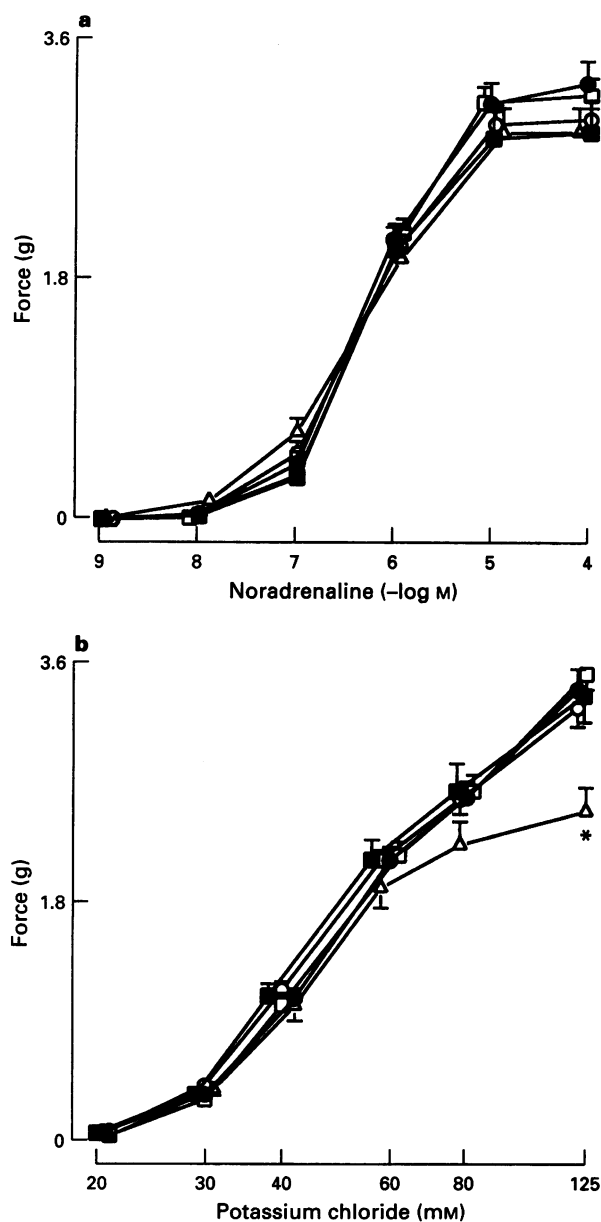 a
3.6
1.8
0
Force (g)
9 8 7 6 5 4
Noradrenaline (–log M)
b
3.6
1.8
0
Force (g)
*
20 30 40 60 80 125
Potassium chloride (mM)